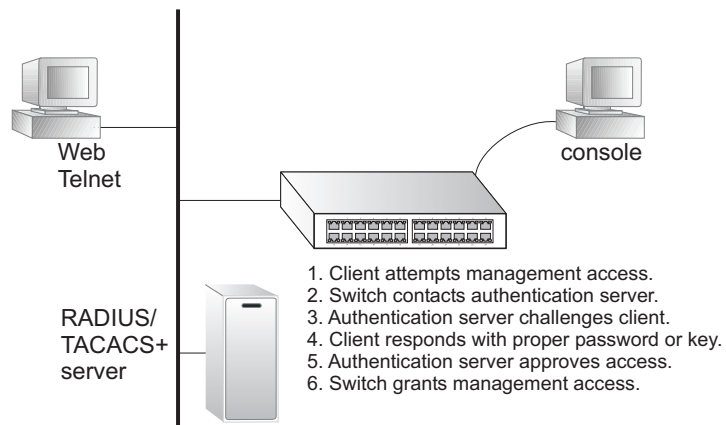 Web
Telnet
console
RADIUS/
TACACS+
server
1. Client attempts management access.
2. Switch contacts authentication server.
3. Authentication server challenges client.
4. Client responds with proper password or key.
5. Authentication server approves access.
6. Switch grants management access.